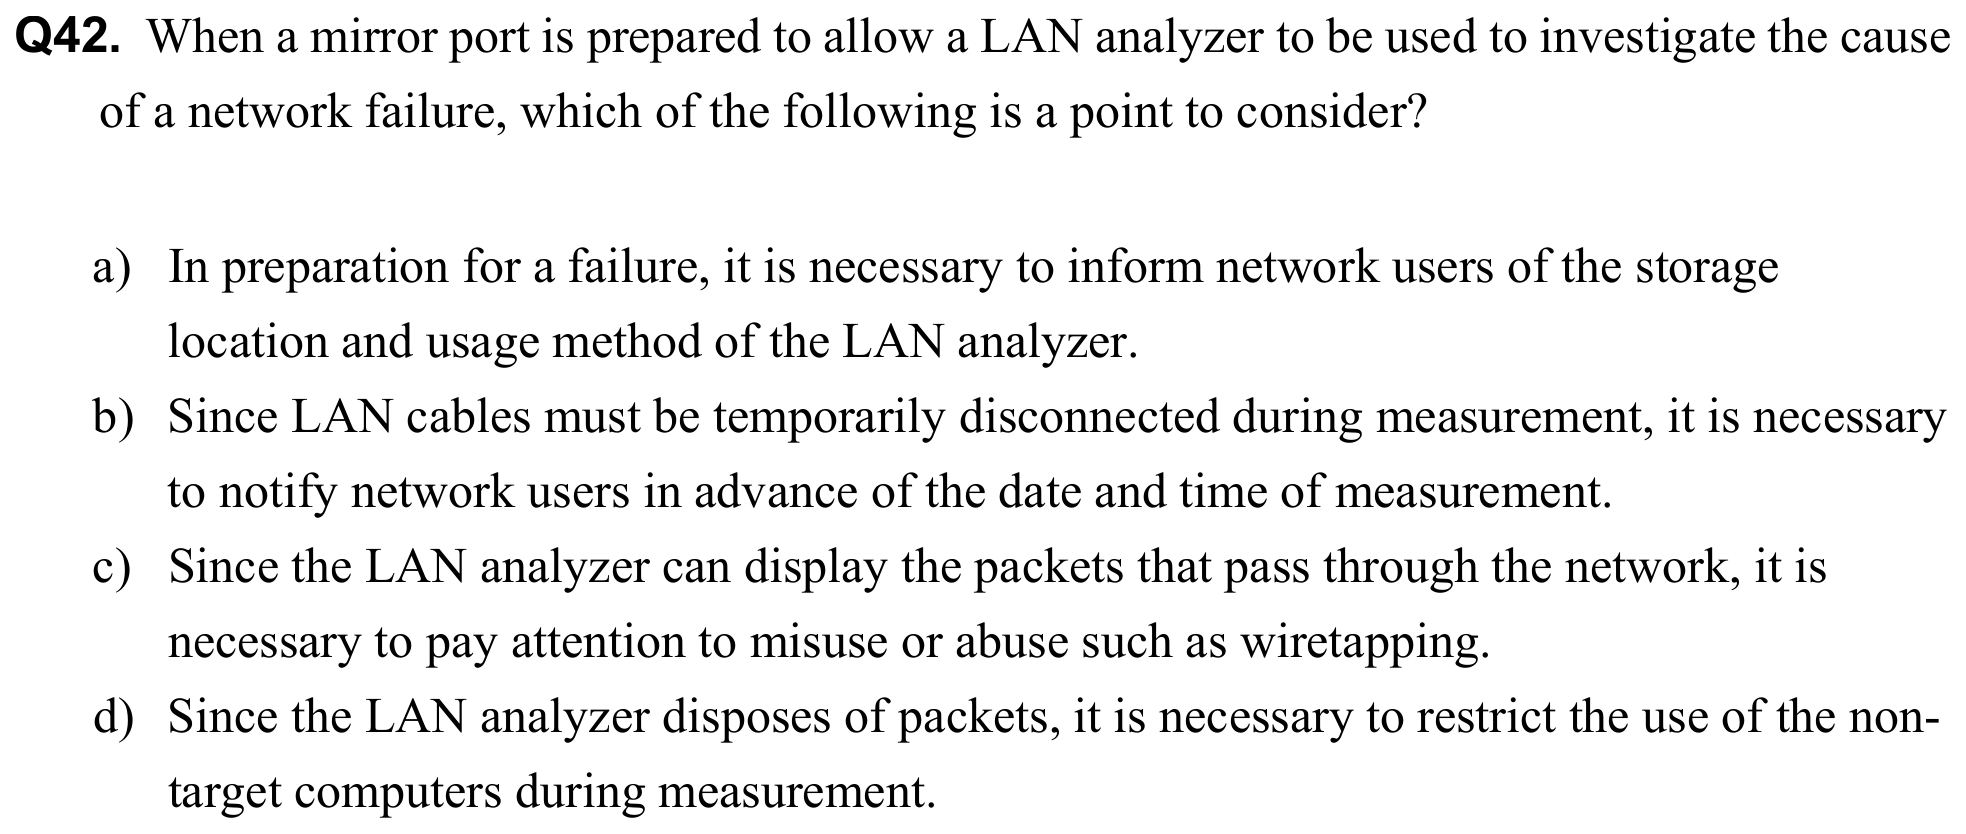 Q42. When a mirror port is prepared to allow a LAN analyzer to be used to investigate the cause
of a network failure, which of the following is a point to consider?
a) In preparation for a failure, it is necessary to inform network users of the storage
location and usage method of the LAN analyzer.
b) Since LAN cables must be temporarily disconnected during measurement, it is necessary
to notify network users in advance of the date and time of measurement.
c) Since the LAN analyzer can display the packets that pass through the network, it is
necessary to pay attention to misuse or abuse such as wiretapping.
d) Since the LAN analyzer disposes of packets, it is necessary to restrict the use of the non-
target computers during measurement.